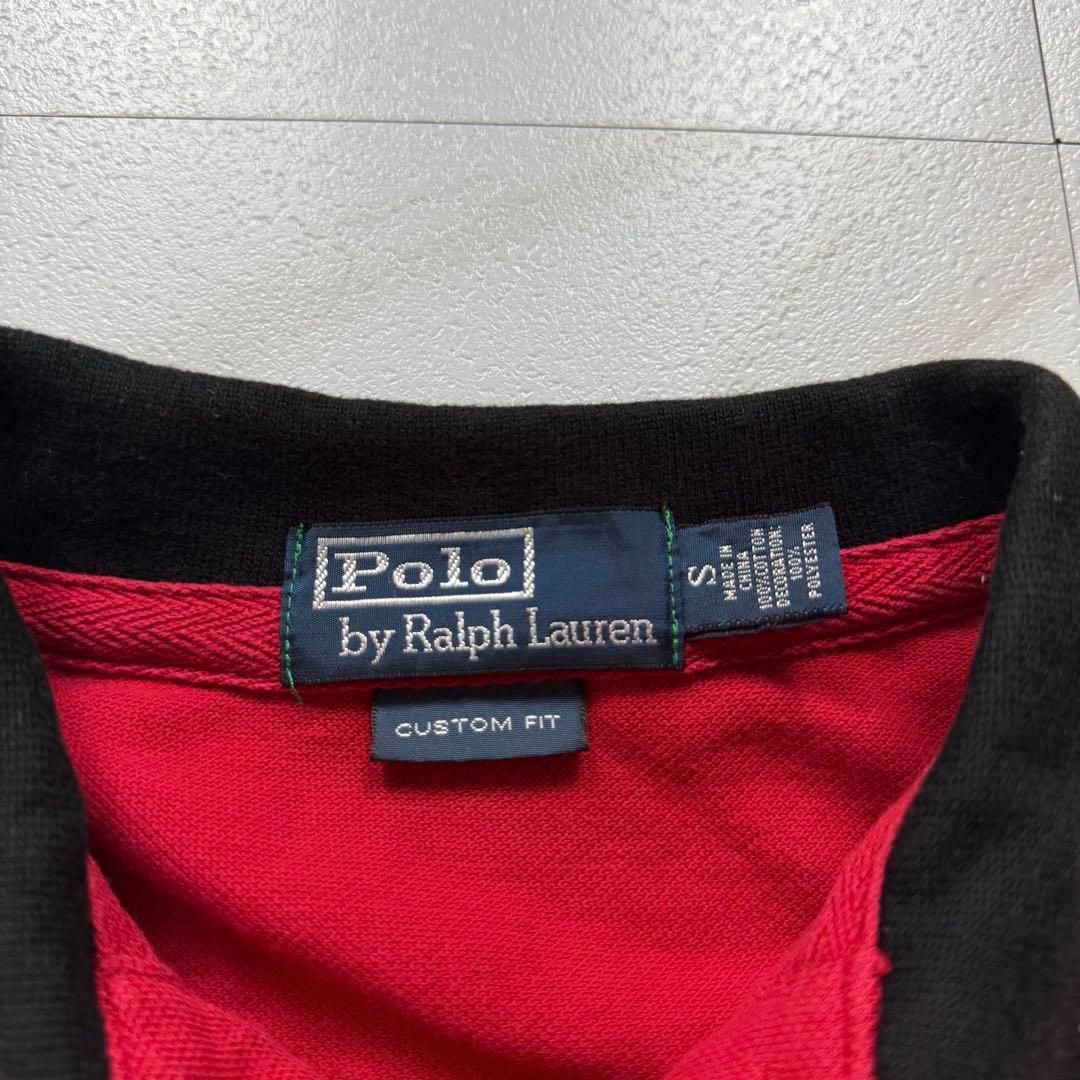 Polo
by Ralph Lauren
CUSTOM FIT
S
MADE IN
CHINA
100%COTTON
DECORATION:
100%
POLYESTER